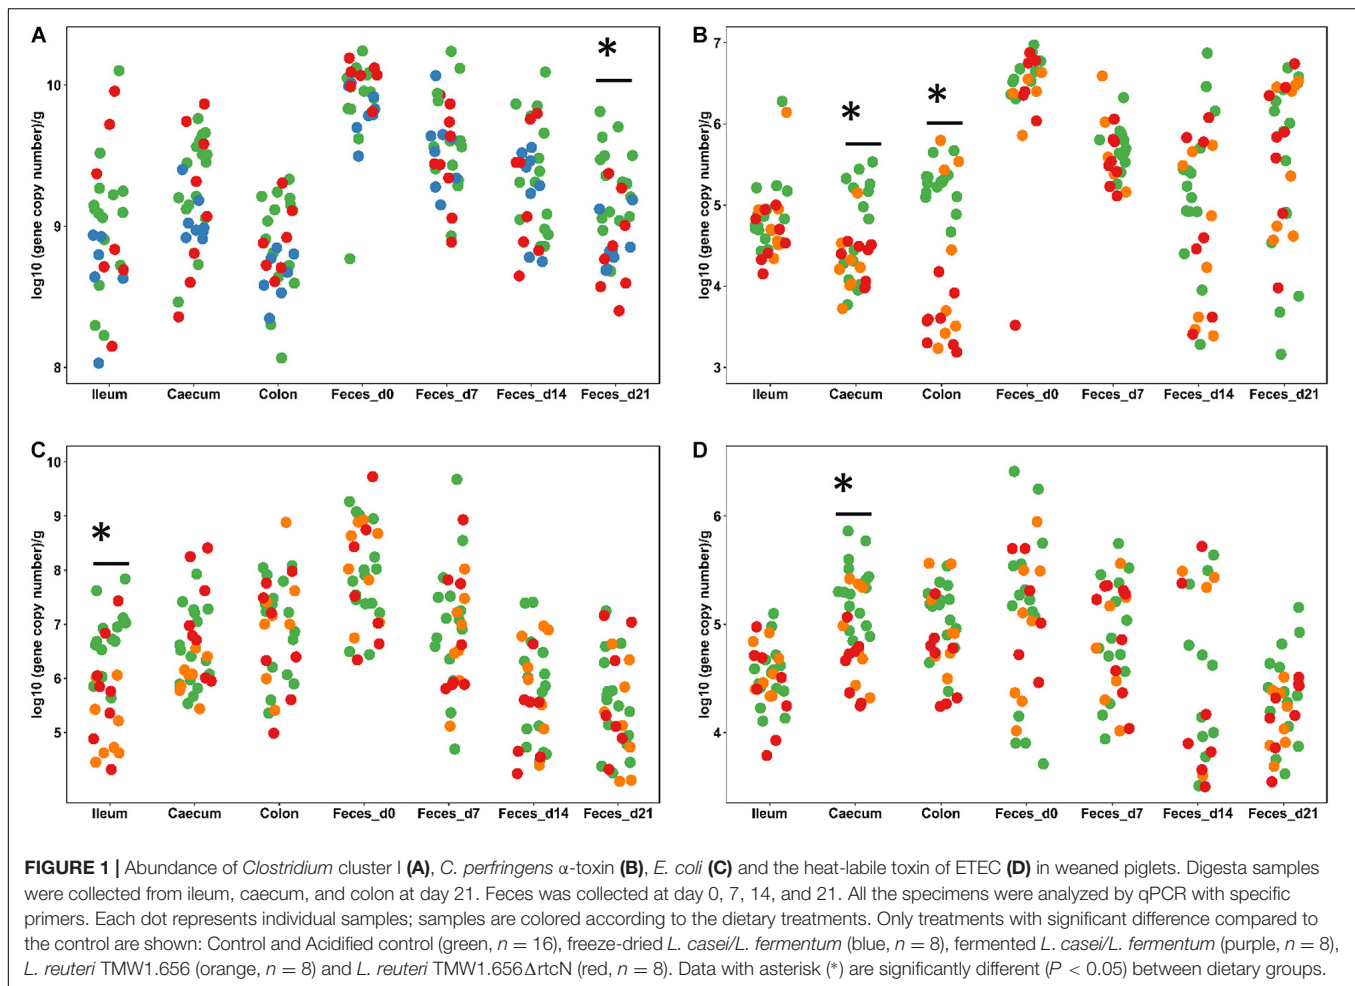 A
*
10
9
8
log10 (gene copy number)/g
Ileum Caecum Colon Feces_d0 Feces_d7 Feces_d14 Feces_d21
B
* *
7
6
5
4
3
log10 (gene copy number)/g
Ileum Caecum Colon Feces_d0 Feces_d7 Feces_d14 Feces_d21
C
*
10
9
8
7
6
5
log10 (gene copy number)/g
Ileum Caecum Colon Feces_d0 Feces_d7 Feces_d14 Feces_d21
D
*
6
5
4
log10 (gene copy number)/g
Ileum Caecum Colon Feces_d0 Feces_d7 Feces_d14 Feces_d21
FIGURE 1 | Abundance of Clostridium cluster I (A), C. perfringens α-toxin (B), E. coli (C) and the heat-labile toxin of ETEC (D) in weaned piglets. Digesta samples
were collected from ileum, caecum, and colon at day 21. Feces was collected at day 0, 7, 14, and 21. All the specimens were analyzed by qPCR with specific
primers. Each dot represents individual samples; samples are colored according to the dietary treatments. Only treatments with significant difference compared to
the control are shown: Control and Acidified control (green, n = 16), freeze-dried L. casei/L. fermentum (blue, n = 8), fermented L. casei/L. fermentum (purple, n = 8),
L. reuteri TMW1.656 (orange, n = 8) and L. reuteri TMW1.656ΔrtcN (red, n = 8). Data with asterisk (*) are significantly different (P < 0.05) between dietary groups.